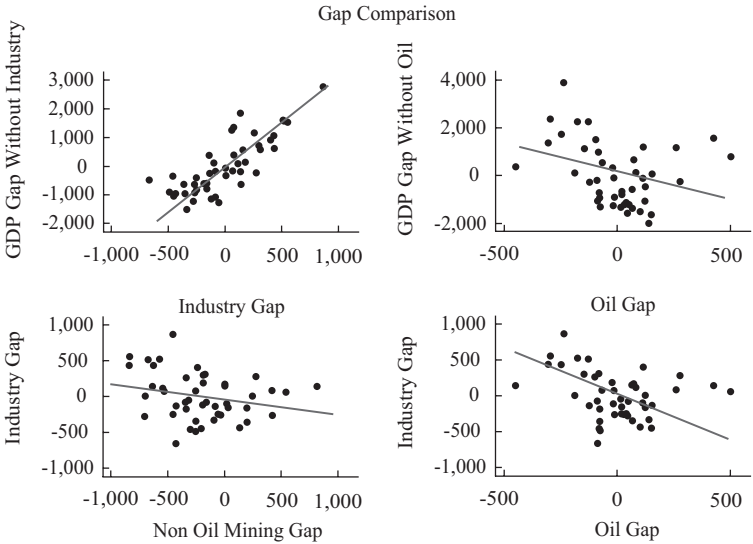 Gap Comparison
GDP Gap Without Industry
3,000
2,000
1,000
0
-1,000
-2,000
-1,000 -500 0 500 1,000
Industry Gap
GDP Gap Without Oil
4,000
2,000
0
-2,000
-500 0 500
Oil Gap
Industry Gap
1,000
500
0
-500
-1,000
-1,000 -500 0 500 1,000
Non Oil Mining Gap
Industry Gap
1,000
500
0
-500
-1,000
-500 0 500
Oil Gap